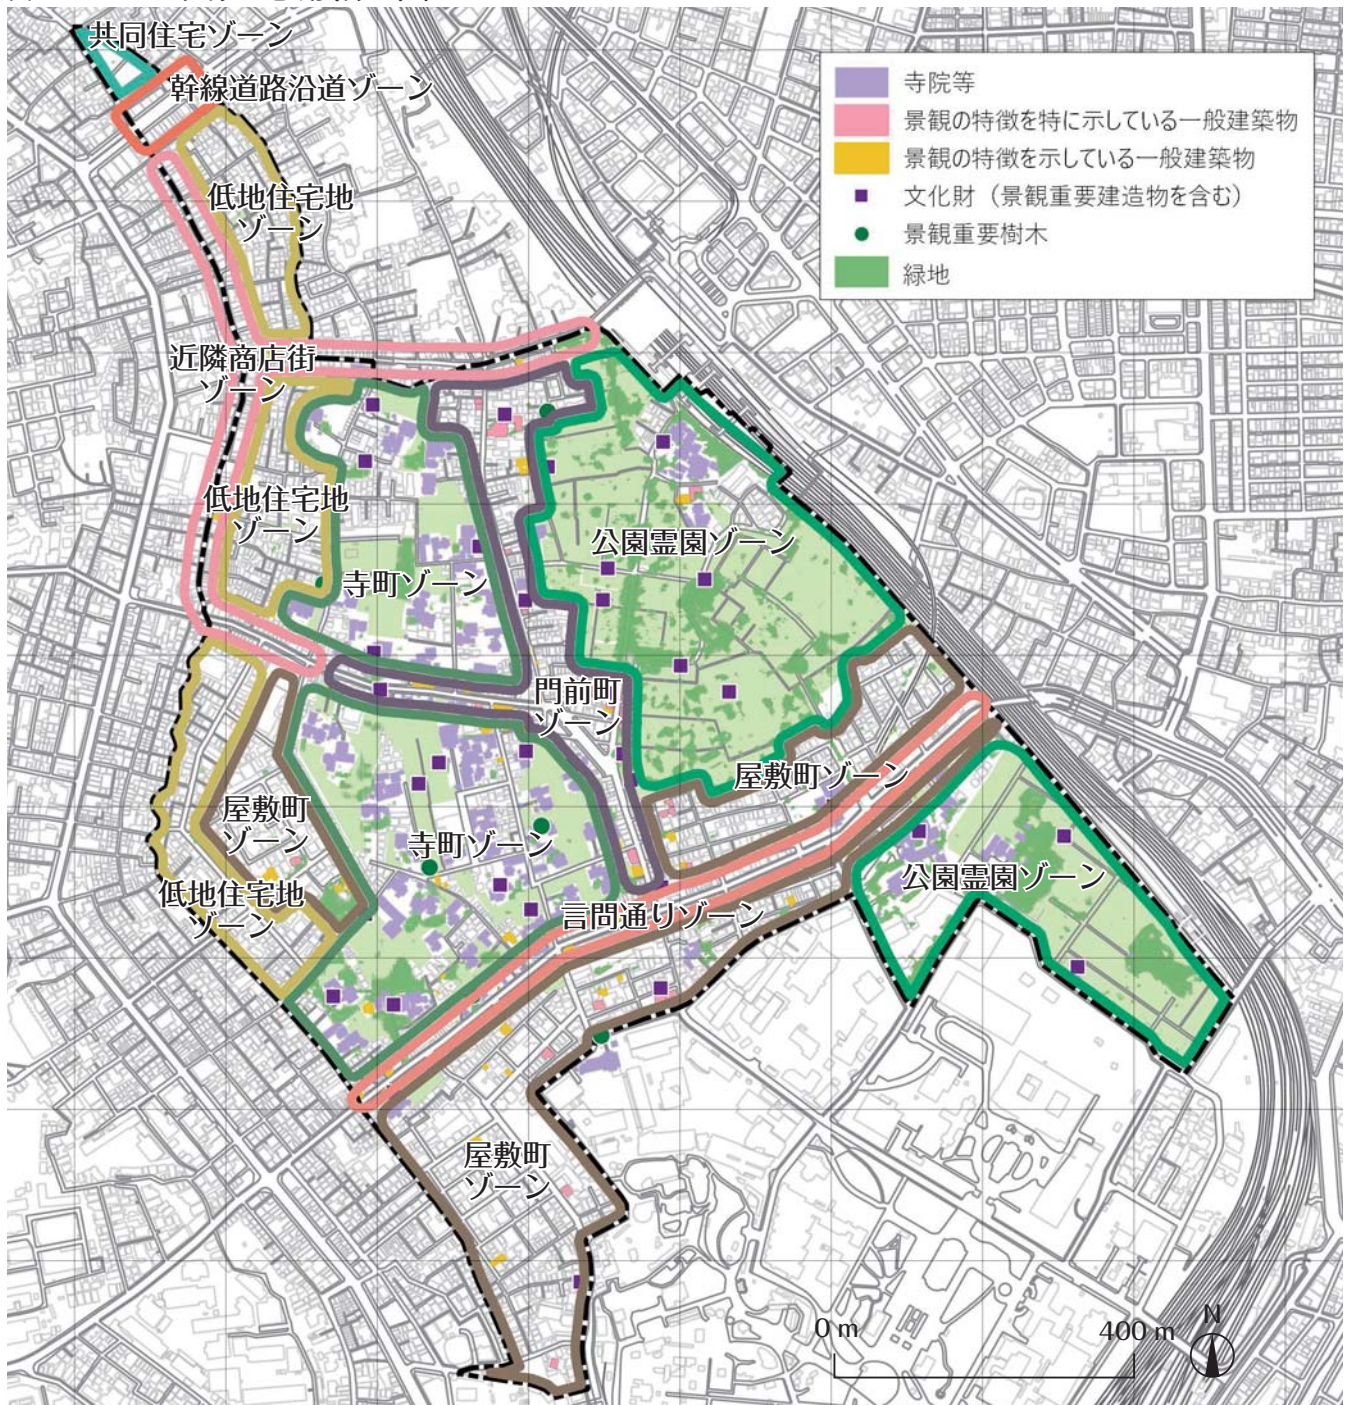 共同住宅ゾーン
幹線道路沿道ゾーン
寺院等
景観の特徴を特に示している一般建築物
景観の特徴を示している一般建築物
文化財（景観重要建造物を含む）
景観重要樹木
緑地
低地住宅地
ゾーン
近隣商店街
ゾーン
低地住宅地
ゾーン
公園霊園ゾーン
寺町ゾーン
門前町
ゾーン
屋敷町ゾーン
屋敷町
ゾーン
寺町ゾーン
公園霊園ゾーン
低地住宅地
ゾーン
言問通りゾーン
屋敷町
ゾーン
0 m
400 m
N